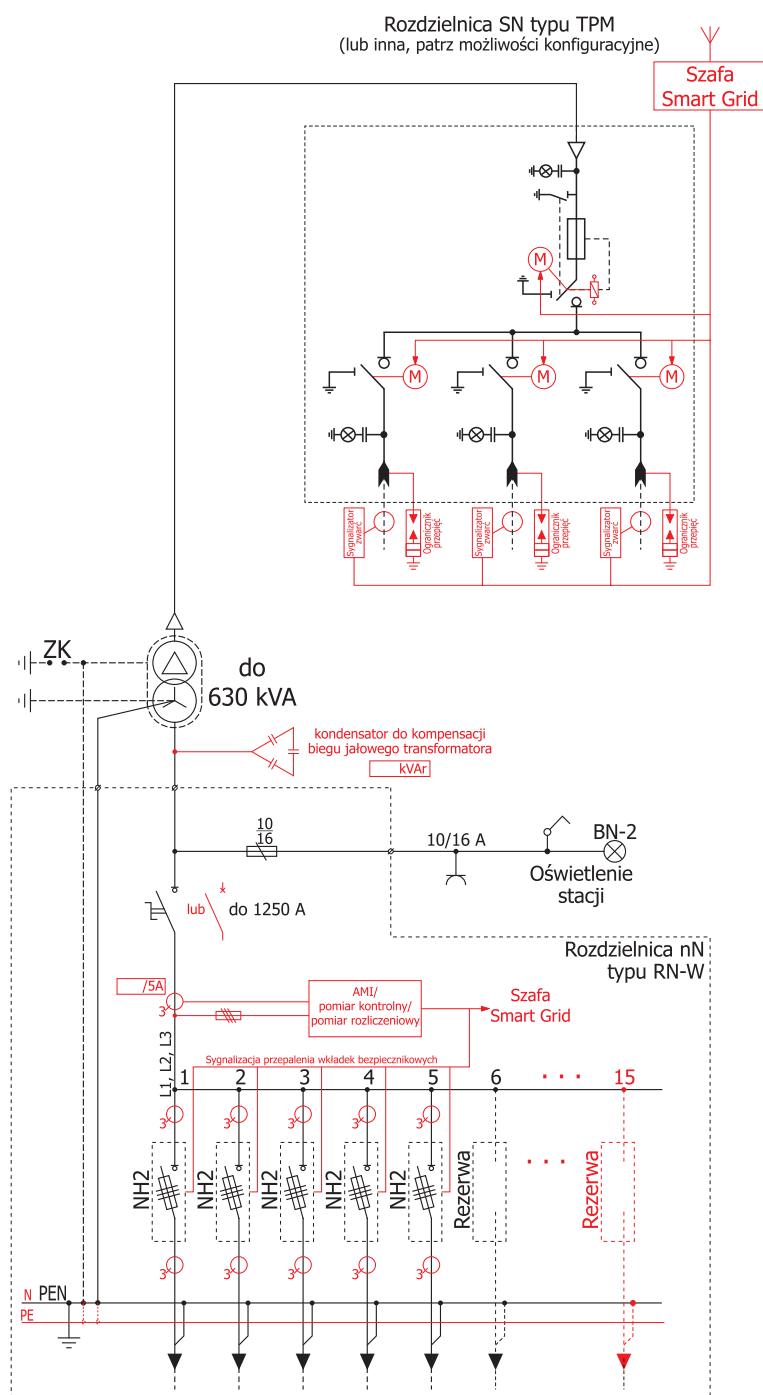 Rozdzielnica SN typu TPM
(lub inna, patrz możliwości konfiguracyjne)
Szafa
Smart Grid
M
M
M
M
Sygnalizator
zwarć
Ogranicznik
przepięć
Sygnalizator
zwarć
Ogranicznik
przepięć
Sygnalizator
zwarć
Ogranicznik
przepięć
ZK
do
630 kVA
kondensator do kompensacji
biegu jałowego transformatora
kVAr
10
16
10/16 A
BN-2
Oświetlenie
stacji
lub
do 1250 A
Rozdzielnica nN
typu RN-W
/5A
3
AMI/
pomiar kontrolny/
pomiar rozliczeniowy
Szafa
Smart Grid
Sygnalizacja przepalenia wkładek bezpiecznikowych
L1, L2, L3
1 2 3 4 5 6 15
3 3 3 3 3
NH2 NH2 NH2 NH2 NH2 Rezerwa Rezerwa
3 3 3 3 3
N PEN
PE